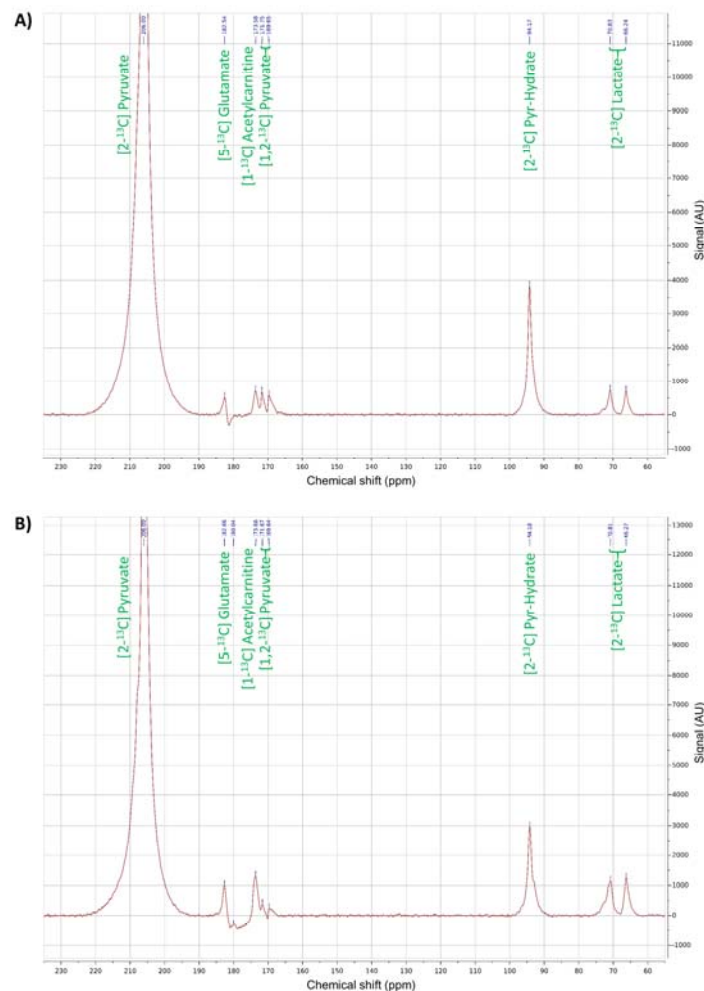 A)
206.00
182.54
173.58
171.75
169.65
94.17
70.83
66.24
[2-¹³C] Pyruvate
[5-¹³C] Glutamate
[1-¹³C] Acetylcarnitine
[1,2-¹³C] Pyruvate
[2-¹³C] Pyr-Hydrate
[2-¹³C] Lactate
11000
10000
9000
8000
7000
6000
5000
4000
3000
2000
1000
0
-1000
Signal (AU)
230 220 210 200 190 180 170 160 150 140 130 120 110 100 90 80 70 60
Chemical shift (ppm)
B)
206.00
94.18
66.27
[2-¹³C] Pyruvate
[5-¹³C] Glutamate
[1-¹³C] Acetylcarnitine
[1,2-¹³C] Pyruvate
[2-¹³C] Pyr-Hydrate
[2-¹³C] Lactate
13000
12000
11000
10000
9000
8000
7000
6000
5000
4000
3000
2000
1000
0
-1000
Signal (AU)
230 220 210 200 190 180 170 160 150 140 130 120 110 100 90 80 70 60
Chemical shift (ppm)